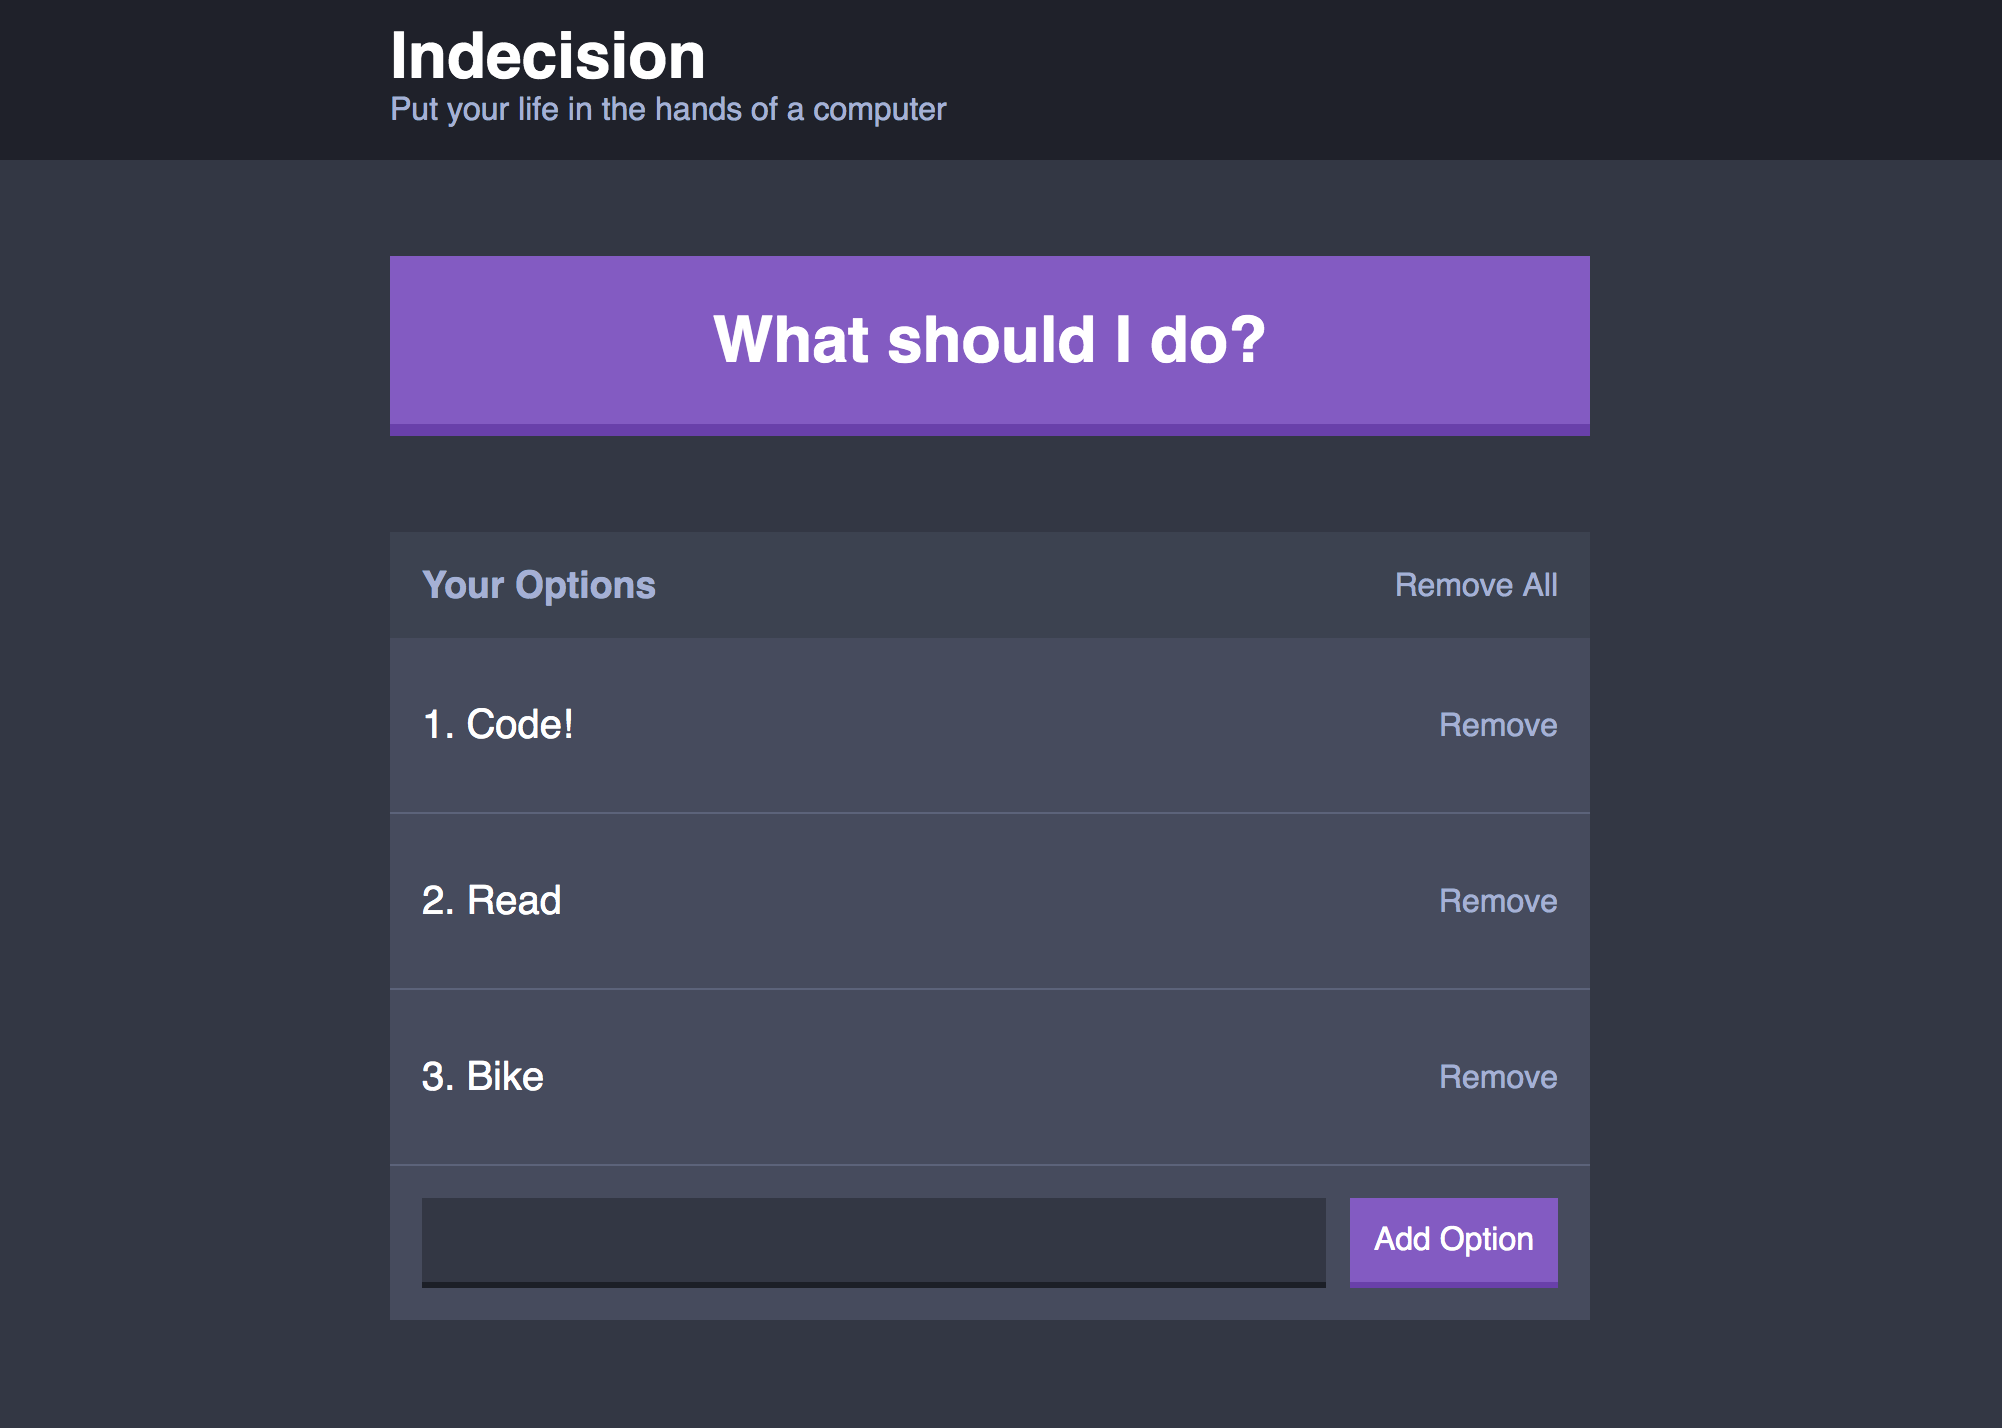 Indecision
Put your life in the hands of a computer
What should I do?
Your Options
Remove All
1. Code!
Remove
2. Read
Remove
3. Bike
Remove
Add Option